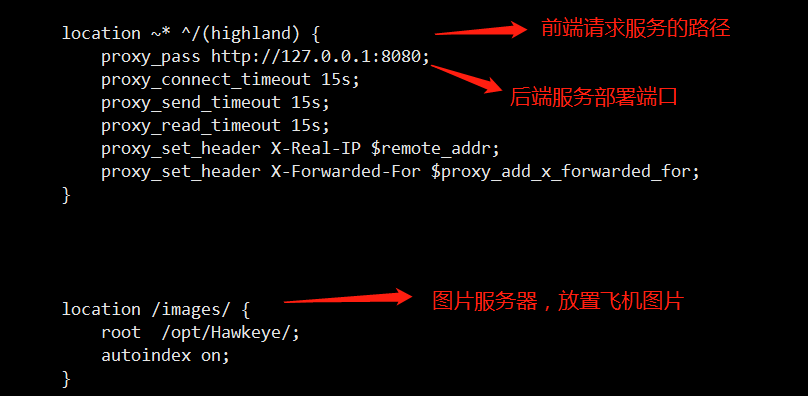 location ~* ^/(highland) {
前端请求服务的路径
proxy_pass http://127.0.0.1:8080;
proxy_connect_timeout 15s;
后端服务部署端口
proxy_send_timeout 15s;
proxy_read_timeout 15s;
proxy_set_header X-Real-IP $remote_addr;
proxy_set_header X-Forwarded-For $proxy_add_x_forwarded_for;
}
location /images/ {
图片服务器，放置飞机图片
root  /opt/Hawkeye/;
autoindex on;
}